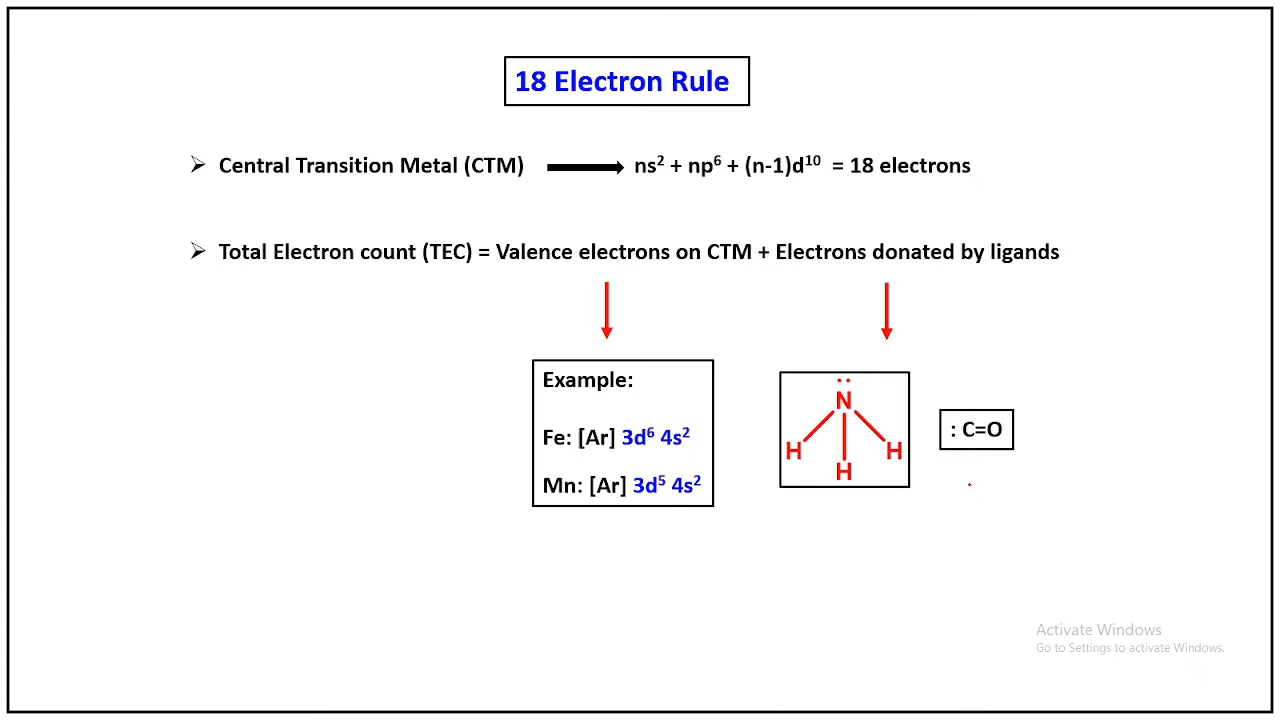 18 Electron Rule
➢ Central Transition Metal (CTM) ⟶ ns² + np⁶ + (n-1)d¹⁰ = 18 electrons
➢ Total Electron count (TEC) = Valence electrons on CTM + Electrons donated by ligands
Example:
Fe: [Ar] 3d⁶ 4s²
Mn: [Ar] 3d⁵ 4s²
..
N
H H
H
: C=O
Activate Windows
Go to Settings to activate Windows.